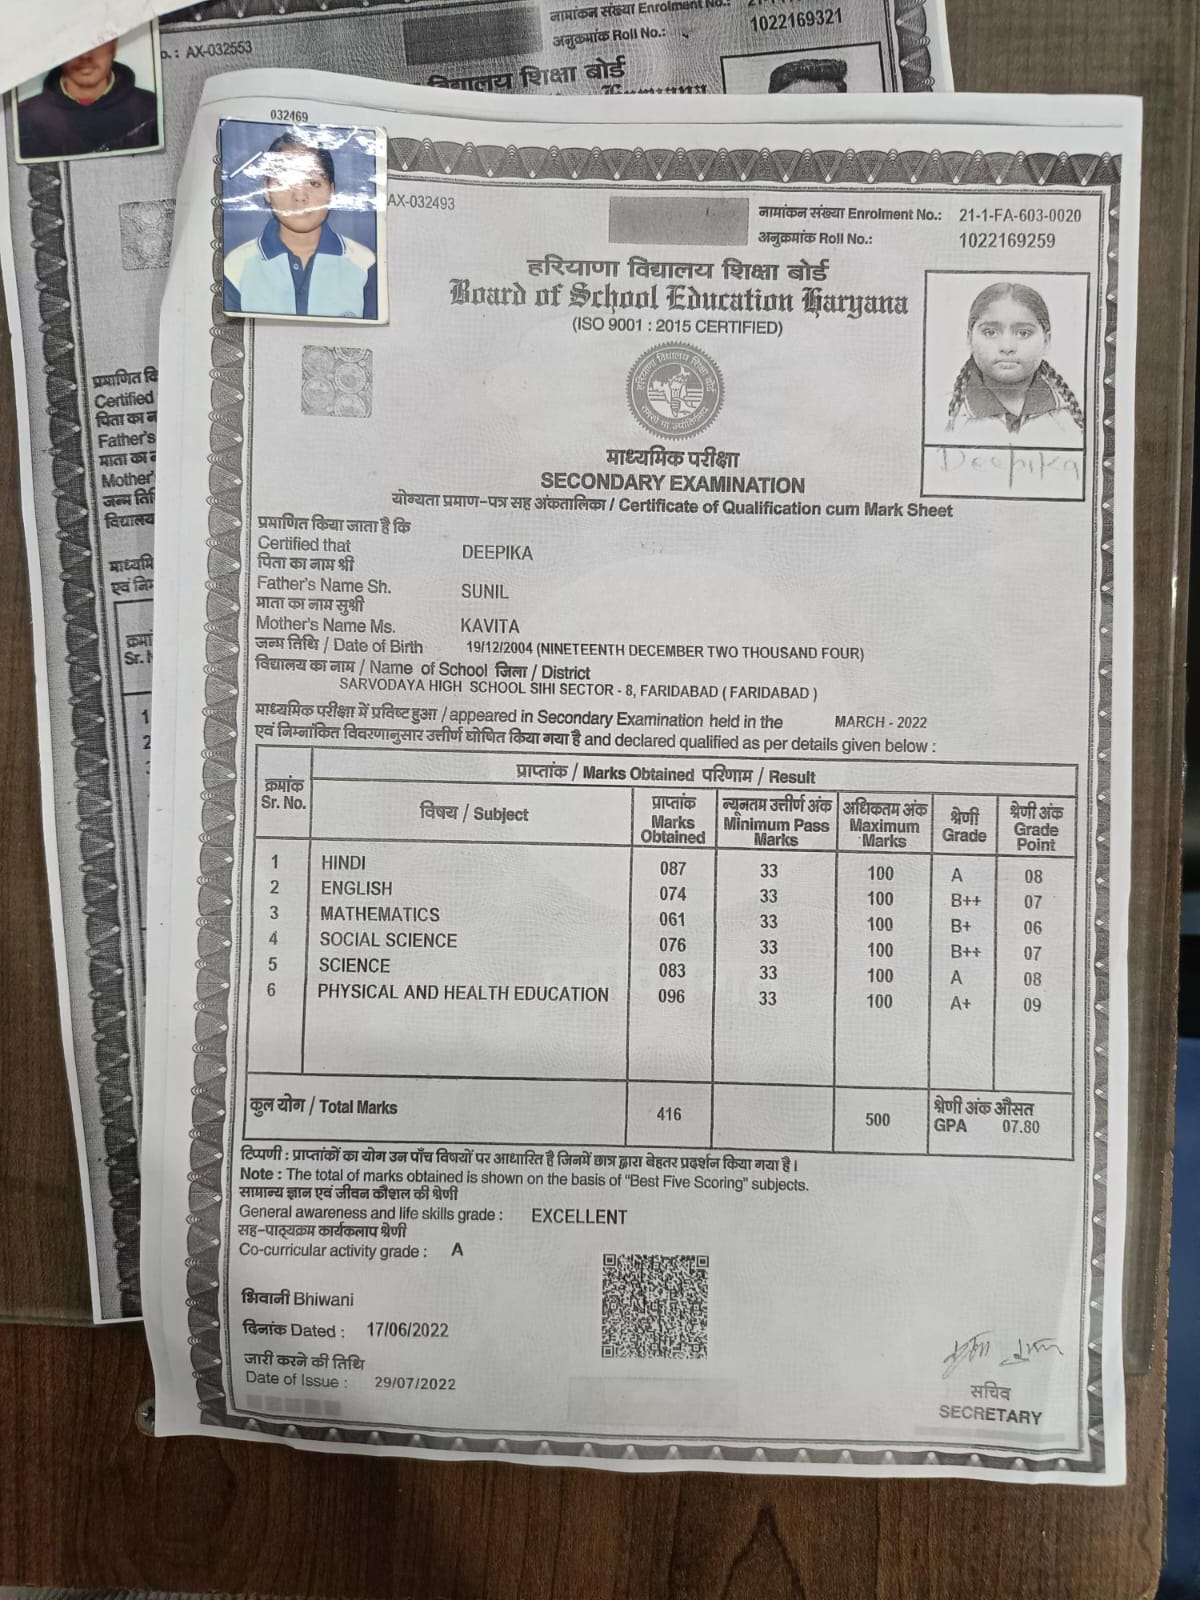 o.: AX-032553
नामांकन संख्या Enrolment No.:
अनुक्रमांक Roll No.:
1022169321
विद्यालय शिक्षा बोर्ड
प्रमाणित
Certified
पिता का
Father's
माता का
Mother'
जन्म
विद्यालय
एवं
Sr.
1
2
032469
AX-032493
नामांकन संख्या Enrolment No.: 21-1-FA-603-0020
अनुक्रमांक Roll No.: 1022169259
हरियाणा विद्यालय शिक्षा बोर्ड
Board of School Education Haryana
(ISO 9001 : 2015 CERTIFIED)
Deepika
माध्यमिक परीक्षा
SECONDARY EXAMINATION
योग्यता प्रमाण-पत्र सह अंकतालिका / Certificate of Qualification cum Mark Sheet
प्रमाणित किया जाता है कि
Certified that DEEPIKA
पिता का नाम श्री
Father's Name Sh. SUNIL
माता का नाम सुश्री
Mother's Name Ms. KAVITA
जन्म तिथि / Date of Birth 19/12/2004 (NINETEENTH DECEMBER TWO THOUSAND FOUR)
विद्यालय का नाम / Name of School जिला / District
SARVODAYA HIGH SCHOOL SIHI SECTOR - 8, FARIDABAD ( FARIDABAD )
माध्यमिक परीक्षा में प्रविष्ट हुआ / appeared in Secondary Examination held in the MARCH - 2022
एवं निम्नांकित विवरणानुसार उत्तीर्ण घोषित किया गया है and declared qualified as per details given below :
प्राप्तांक / Marks Obtained परिणाम / Result
क्रमांक Sr. No. विषय / Subject प्राप्तांक Marks Obtained न्यूनतम उत्तीर्ण अंक Minimum Pass Marks अधिकतम अंक Maximum Marks श्रेणी Grade श्रेणी अंक Grade Point
1 HINDI 087 33 100 A 08
2 ENGLISH 074 33 100 B++ 07
3 MATHEMATICS 061 33 100 B+ 06
4 SOCIAL SCIENCE 076 33 100 B++ 07
5 SCIENCE 083 33 100 A 08
6 PHYSICAL AND HEALTH EDUCATION 096 33 100 A+ 09
कुल योग / Total Marks 416 500 श्रेणी अंक औसत
GPA 07.80
टिप्पणी : प्राप्तांकों का योग उन पाँच विषयों पर आधारित है जिनमें छात्र द्वारा बेहतर प्रदर्शन किया गया है।
Note : The total of marks obtained is shown on the basis of "Best Five Scoring" subjects.
सामान्य ज्ञान एवं जीवन कौशल की श्रेणी
General awareness and life skills grade : EXCELLENT
सह-पाठ्यक्रम कार्यकलाप श्रेणी
Co-curricular activity grade : A
भिवानी Bhiwani
दिनांक Dated : 17/06/2022
जारी करने की तिथि
Date of Issue : 29/07/2022
सचिव
SECRETARY